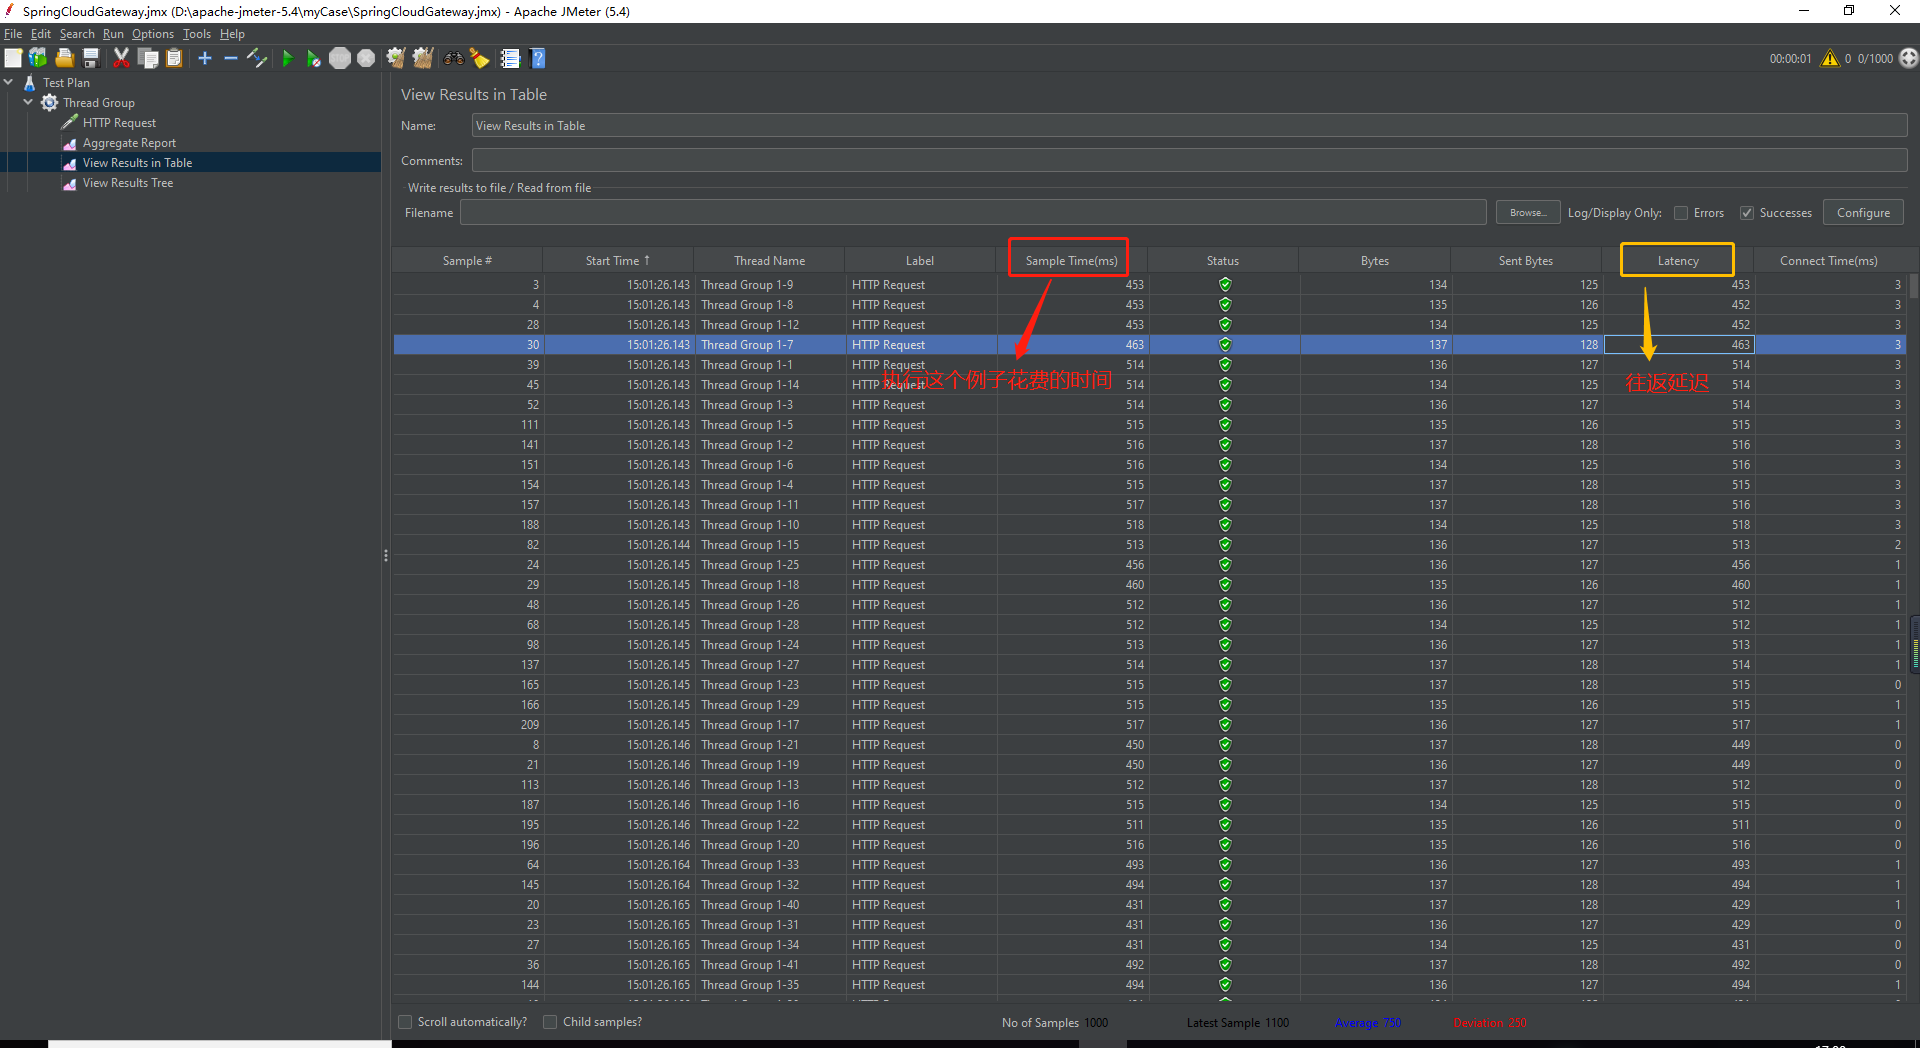 SpringCloudGateway.jmx (D:\apache-jmeter-5.4\myCase\SpringCloudGateway.jmx) - Apache JMeter (5.4)
File Edit Search Run Options Tools Help
00:00:01 0 0/1000
Test Plan
Thread Group
HTTP Request
Aggregate Report
View Results in Table
View Results Tree
View Results in Table
Name: View Results in Table
Comments:
Write results to file / Read from file
Filename Browse... Log/Display Only: Errors Successes Configure
Sample # Start Time ↑ Thread Name Label Sample Time(ms) Status Bytes Sent Bytes Latency Connect Time(ms)
3 15:01:26.143 Thread Group 1-9 HTTP Request 453 134 125 453 3
4 15:01:26.143 Thread Group 1-8 HTTP Request 453 135 126 452 3
28 15:01:26.143 Thread Group 1-12 HTTP Request 453 134 125 452 3
30 15:01:26.143 Thread Group 1-7 HTTP Request 463 137 128 463 3
39 15:01:26.143 Thread Group 1-1 HTTP Request 514 136 127 514 3
执行这个例子花费的时间
往返延迟
45 15:01:26.143 Thread Group 1-14 HTTP Request 514 134 125 514 3
52 15:01:26.143 Thread Group 1-3 HTTP Request 514 136 127 514 3
111 15:01:26.143 Thread Group 1-5 HTTP Request 515 135 126 515 3
141 15:01:26.143 Thread Group 1-2 HTTP Request 516 137 128 516 3
151 15:01:26.143 Thread Group 1-6 HTTP Request 516 134 125 516 3
154 15:01:26.143 Thread Group 1-4 HTTP Request 515 137 128 515 3
157 15:01:26.143 Thread Group 1-11 HTTP Request 517 137 128 516 3
188 15:01:26.143 Thread Group 1-10 HTTP Request 518 134 125 518 3
82 15:01:26.144 Thread Group 1-15 HTTP Request 513 136 127 513 2
24 15:01:26.145 Thread Group 1-25 HTTP Request 456 136 127 456 1
29 15:01:26.145 Thread Group 1-18 HTTP Request 460 135 126 460 1
48 15:01:26.145 Thread Group 1-26 HTTP Request 512 136 127 512 1
68 15:01:26.145 Thread Group 1-28 HTTP Request 512 134 125 512 1
98 15:01:26.145 Thread Group 1-24 HTTP Request 513 136 127 513 1
137 15:01:26.145 Thread Group 1-27 HTTP Request 514 137 128 514 1
165 15:01:26.145 Thread Group 1-23 HTTP Request 515 137 128 515 0
166 15:01:26.145 Thread Group 1-29 HTTP Request 515 135 126 515 1
209 15:01:26.145 Thread Group 1-17 HTTP Request 517 136 127 517 1
8 15:01:26.146 Thread Group 1-21 HTTP Request 450 137 128 449 0
21 15:01:26.146 Thread Group 1-19 HTTP Request 450 136 127 449 0
113 15:01:26.146 Thread Group 1-13 HTTP Request 512 137 128 512 0
187 15:01:26.146 Thread Group 1-16 HTTP Request 515 134 125 515 0
195 15:01:26.146 Thread Group 1-22 HTTP Request 511 135 126 511 0
196 15:01:26.146 Thread Group 1-20 HTTP Request 516 135 126 516 0
64 15:01:26.164 Thread Group 1-33 HTTP Request 493 136 127 493 1
145 15:01:26.164 Thread Group 1-32 HTTP Request 494 137 128 494 1
20 15:01:26.165 Thread Group 1-40 HTTP Request 431 137 128 429 1
23 15:01:26.165 Thread Group 1-31 HTTP Request 431 136 127 429 0
27 15:01:26.165 Thread Group 1-34 HTTP Request 431 134 125 431 0
36 15:01:26.165 Thread Group 1-41 HTTP Request 492 137 128 492 0
144 15:01:26.165 Thread Group 1-35 HTTP Request 494 136 127 494 1
Scroll automatically? Child samples? No of Samples 1000 Latest Sample 1100 Average 750 Deviation 250